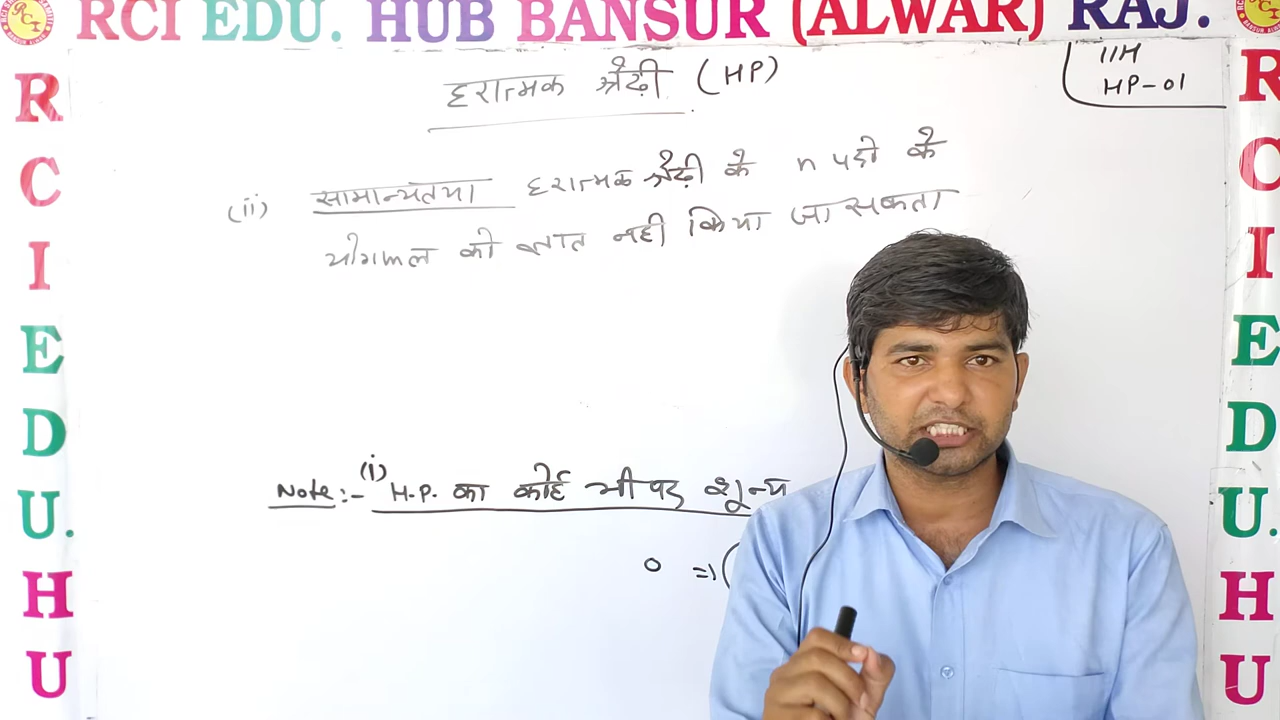 RCI EDU. HUB BANSUR (ALWAR) RAJ.
11H
HP-01
हरात्मक श्रेढ़ी (HP)
(ii) सामान्यतया हरात्मक श्रेढ़ी के n पदो के
योगफल को ज्ञात नही किया जा सकता
Note:- (i) H.P. का कोई भी पद शून्य
0 => (
R
C
I
E
D
U.
H
U
R
C
I
E
D
U.
H
U